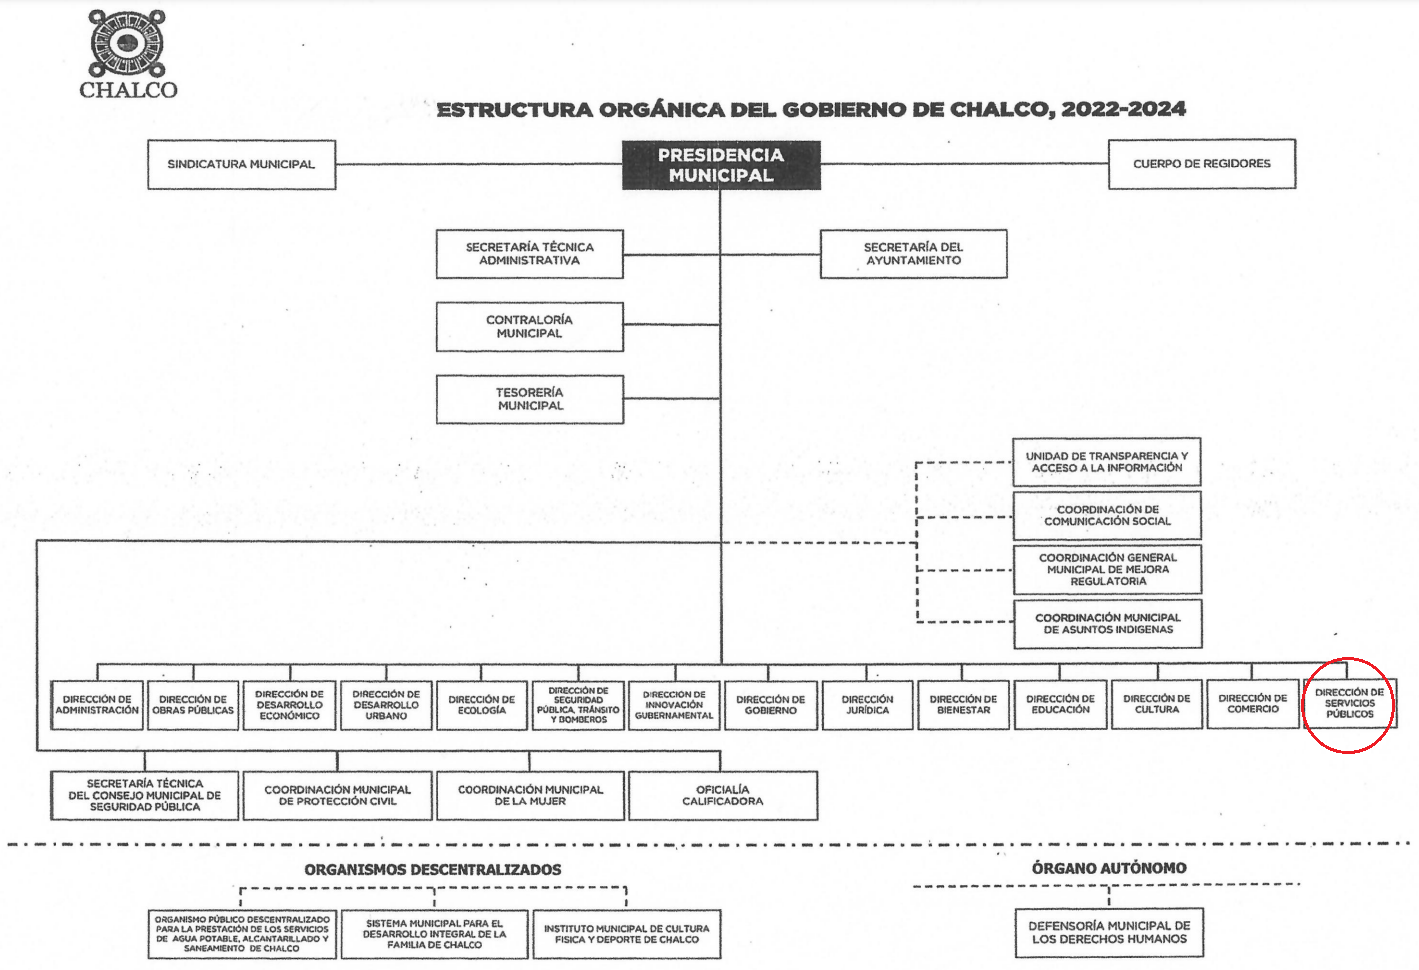 CHALCO
ESTRUCTURA ORGÁNICA DEL GOBIERNO DE CHALCO, 2022-2024
SINDICATURA MUNICIPAL
PRESIDENCIA
MUNICIPAL
CUERPO DE REGIDORES
SECRETARÍA TÉCNICA
ADMINISTRATIVA
SECRETARÍA DEL
AYUNTAMIENTO
CONTRALORÍA
MUNICIPAL
TESORERÍA
MUNICIPAL
UNIDAD DE TRANSPARENCIA Y
ACCESO A LA INFORMACIÓN
COORDINACIÓN DE
COMUNICACIÓN SOCIAL
COORDINACIÓN GENERAL
MUNICIPAL DE MEJORA
REGULATORIA
COORDINACIÓN MUNICIPAL
DE ASUNTOS INDIGENAS
DIRECCIÓN DE
ADMINISTRACIÓN
DIRECCIÓN DE
OBRAS PÚBLICAS
DIRECCIÓN DE
DESARROLLO
ECONÓMICO
DIRECCIÓN DE
DESARROLLO
URBANO
DIRECCIÓN DE
ECOLOGÍA
DIRECCIÓN DE
SEGURIDAD
PÚBLICA, TRÁNSITO
Y BOMBEROS
DIRECCIÓN DE
INNOVACIÓN
GUBERNAMENTAL
DIRECCIÓN DE
GOBIERNO
DIRECCIÓN
JURÍDICA
DIRECCIÓN DE
BIENESTAR
DIRECCIÓN DE
EDUCACIÓN
DIRECCIÓN DE
CULTURA
DIRECCIÓN DE
COMERCIO
DIRECCIÓN DE
SERVICIOS
PÚBLICOS
SECRETARÍA TÉCNICA
DEL CONSEJO MUNICIPAL DE
SEGURIDAD PÚBLICA
COORDINACIÓN MUNICIPAL
DE PROTECCIÓN CIVIL
COORDINACIÓN MUNICIPAL
DE LA MUJER
OFICIALÍA
CALIFICADORA
ORGANISMOS DESCENTRALIZADOS
ÓRGANO AUTÓNOMO
ORGANISMO PÚBLICO DESCENTRALIZADO
PARA LA PRESTACIÓN DE LOS SERVICIOS
DE AGUA POTABLE, ALCANTARILLADO Y
SANEAMIENTO DE CHALCO
SISTEMA MUNICIPAL PARA EL
DESARROLLO INTEGRAL DE LA
FAMILIA DE CHALCO
INSTITUTO MUNICIPAL DE CULTURA
FISICA Y DEPORTE DE CHALCO
DEFENSORÍA MUNICIPAL DE
LOS DERECHOS HUMANOS